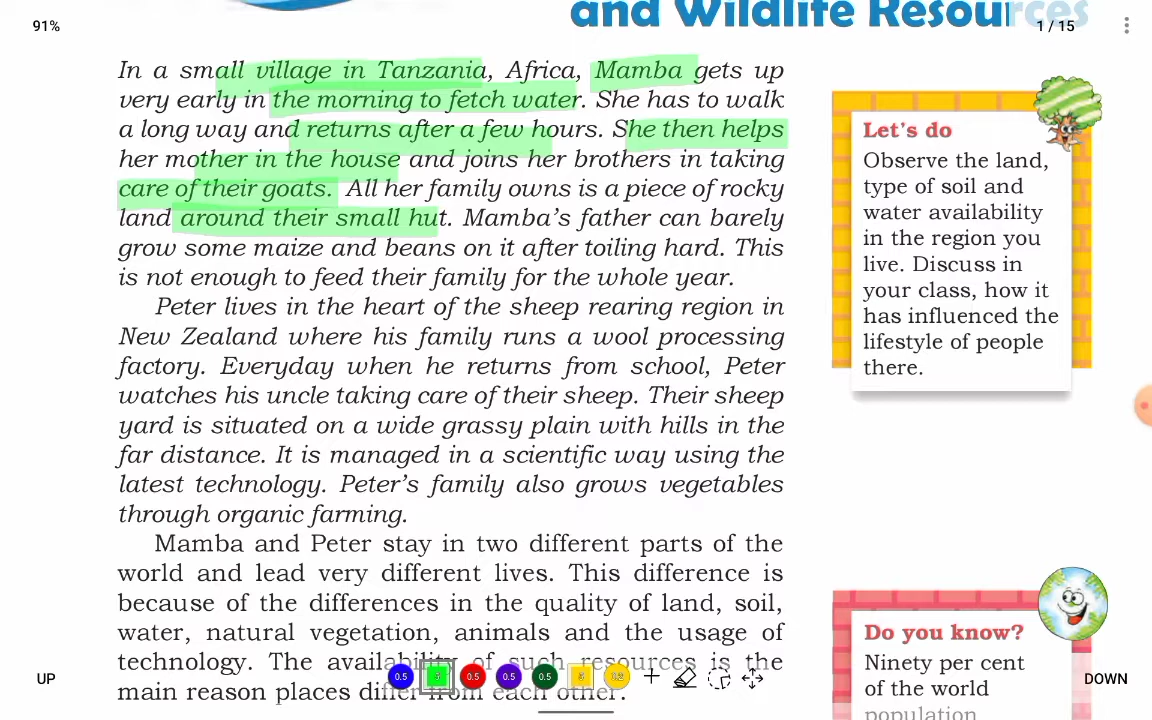 and Wildlife Resources
91%
1 / 15
In a small village in Tanzania, Africa, Mamba gets up
very early in the morning to fetch water. She has to walk
a long way and returns after a few hours. She then helps
her mother in the house and joins her brothers in taking
care of their goats. All her family owns is a piece of rocky
land around their small hut. Mamba’s father can barely
grow some maize and beans on it after toiling hard. This
is not enough to feed their family for the whole year.
Peter lives in the heart of the sheep rearing region in
New Zealand where his family runs a wool processing
factory. Everyday when he returns from school, Peter
watches his uncle taking care of their sheep. Their sheep
yard is situated on a wide grassy plain with hills in the
far distance. It is managed in a scientific way using the
latest technology. Peter’s family also grows vegetables
through organic farming.
Mamba and Peter stay in two different parts of the
world and lead very different lives. This difference is
because of the differences in the quality of land, soil,
water, natural vegetation, animals and the usage of
technology. The availability of such resources is the
main reason places differ from each other.
Let’s do
Observe the land,
type of soil and
water availability
in the region you
live. Discuss in
your class, how it
has influenced the
lifestyle of people
there.
Do you know?
Ninety per cent
of the world
population
UP
0.5
0.5
0.5
0.5
DOWN